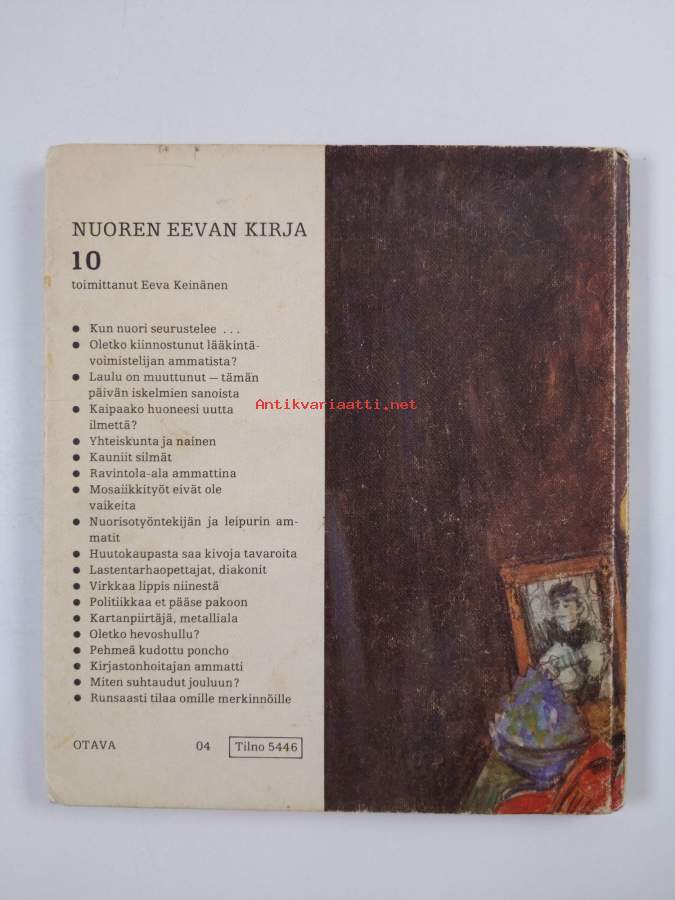 NUOREN EEVAN KIRJA
10
toimittanut Eeva Keinänen
● Kun nuori seurustelee ...
● Oletko kiinnostunut lääkintä-
voimistelijan ammatista?
● Laulu on muuttunut – tämän
päivän iskelmien sanoista
● Kaipaako huoneesi uutta
ilmettä?
● Yhteiskunta ja nainen
● Kauniit silmät
● Ravintola-ala ammattina
● Mosaiikkityöt eivät ole
vaikeita
● Nuorisotyöntekijän ja leipurin am-
matit
● Huutokaupasta saa kivoja tavaroita
● Lastentarhaopettajat, diakonit
● Virkkaa lippis niinestä
● Politiikkaa et pääse pakoon
● Kartanpiirtäjä, metalliala
● Oletko hevoshullu?
● Pehmeä kudottu poncho
● Kirjastonhoitajan ammatti
● Miten suhtaudut jouluun?
● Runsaasti tilaa omille merkinnöille
OTAVA 04 Tilno 5446
Antikvariaatti.net